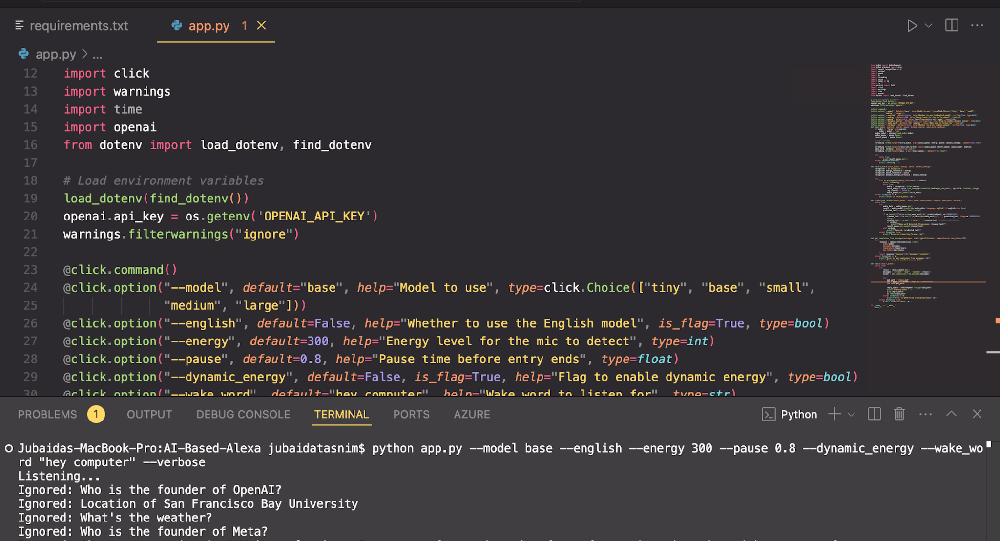 requirements.txt
app.py 1
app.py > ...
12 import click
13 import warnings
14 import time
15 import openai
16 from dotenv import load_dotenv, find_dotenv
17
18 # Load environment variables
19 load_dotenv(find_dotenv())
20 openai.api_key = os.getenv('OPENAI_API_KEY')
21 warnings.filterwarnings("ignore")
22
23 @click.command()
24 @click.option("--model", default="base", help="Model to use", type=click.Choice(["tiny", "base", "small",
25 "medium", "large"]))
26 @click.option("--english", default=False, help="Whether to use the English model", is_flag=True, type=bool)
27 @click.option("--energy", default=300, help="Energy level for the mic to detect", type=int)
28 @click.option("--pause", default=0.8, help="Pause time before entry ends", type=float)
29 @click.option("--dynamic_energy", default=False, is_flag=True, help="Flag to enable dynamic energy", type=bool)
30 @click.option("--wake_word", default="hey computer", help="Wake word to listen for", type=str)
PROBLEMS 1 OUTPUT DEBUG CONSOLE TERMINAL PORTS AZURE Python
Jubaidas-MacBook-Pro:AI-Based-Alexa jubaidatasnim$ python app.py --model base --english --energy 300 --pause 0.8 --dynamic_energy --wake_wo
rd "hey computer" --verbose
Listening...
Ignored: Who is the founder of OpenAI?
Ignored: Location of San Francisco Bay University
Ignored: What's the weather?
Ignored: Who is the founder of Meta?